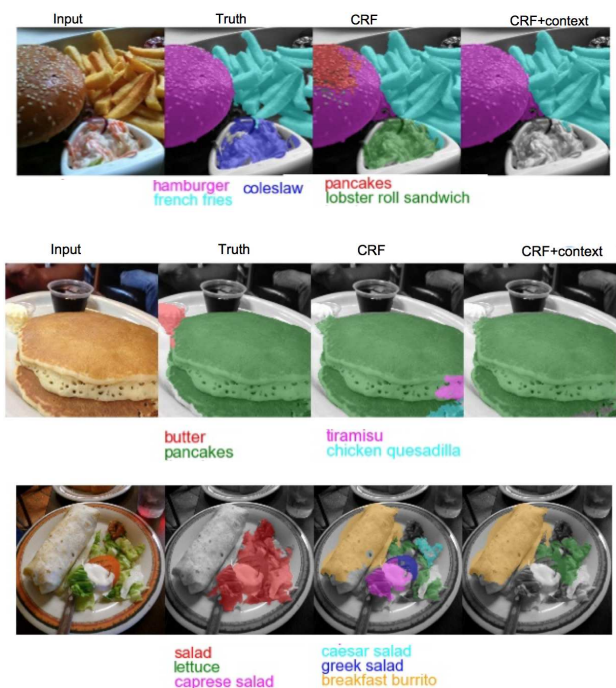 Input Truth CRF CRF+context
hamburger coleslaw pancakes
french fries lobster roll sandwich
Input Truth CRF CRF+context
butter tiramisu
pancakes chicken quesadilla
salad caesar salad
lettuce greek salad
caprese salad breakfast burrito